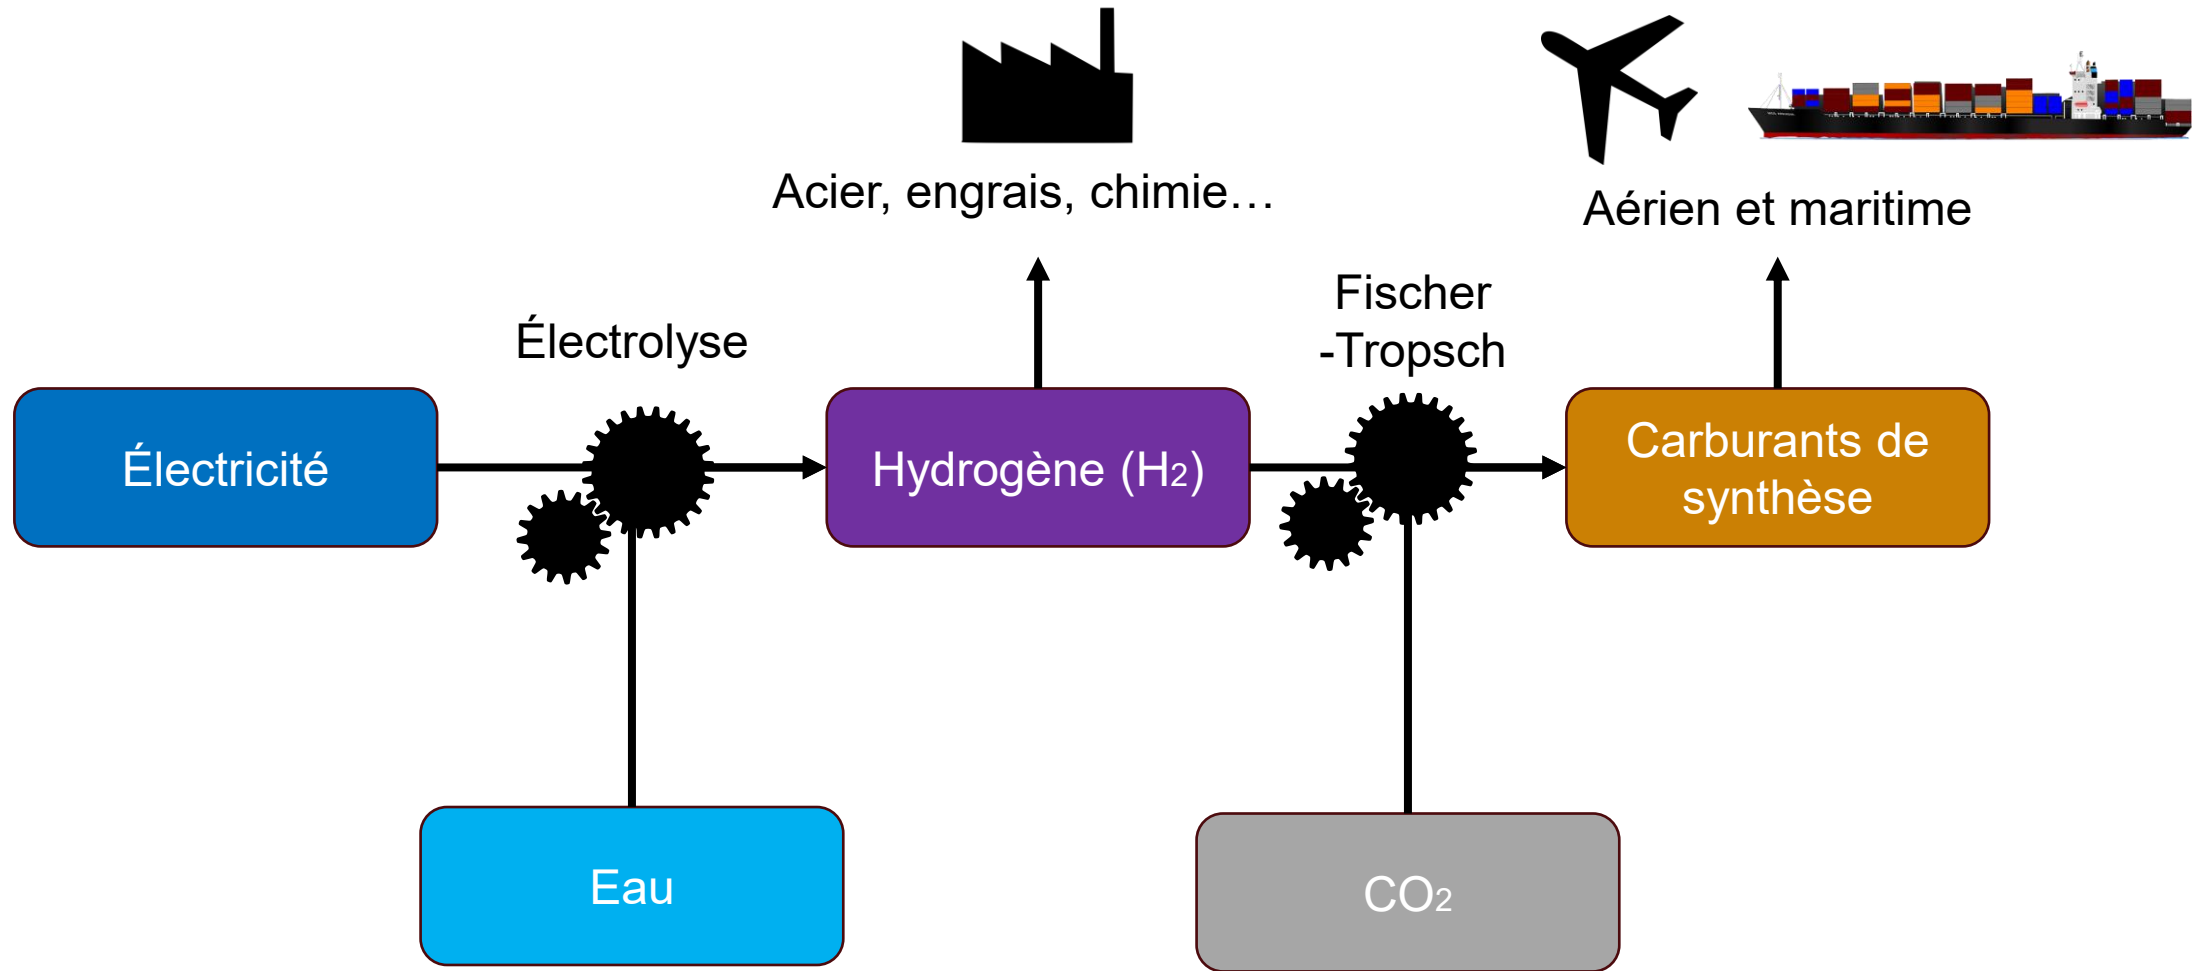 Acier, engrais, chimie…
Aérien et maritime
Électrolyse
Fischer
-Tropsch
Électricité
Hydrogène (H2)
Carburants de
synthèse
Eau
CO2